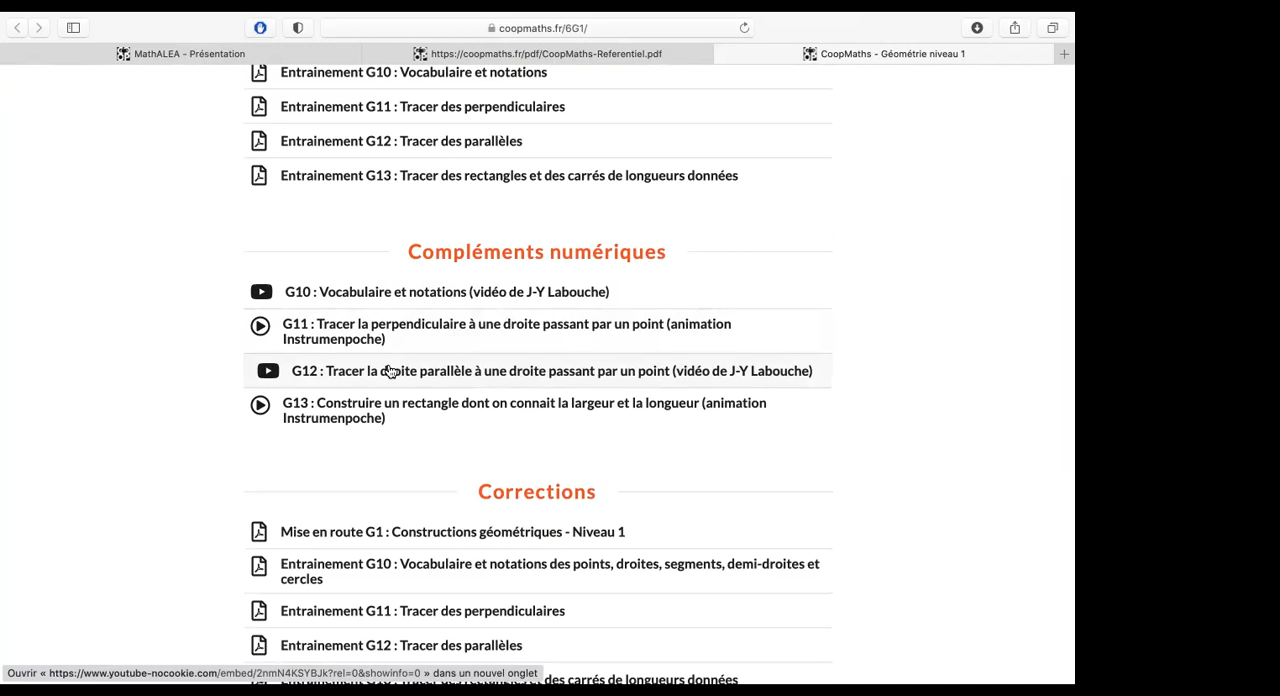 coopmaths.fr/6G1/
MathALEA - Présentation
https://coopmaths.fr/pdf/CoopMaths-Referentiel.pdf
CoopMaths - Géométrie niveau 1
Entrainement G10 : Vocabulaire et notations
Entrainement G11 : Tracer des perpendiculaires
Entrainement G12 : Tracer des parallèles
Entrainement G13 : Tracer des rectangles et des carrés de longueurs données
Compléments numériques
G10 : Vocabulaire et notations (vidéo de J-Y Labouche)
G11 : Tracer la perpendiculaire à une droite passant par un point (animation
Instrumenpoche)
G12 : Tracer la droite parallèle à une droite passant par un point (vidéo de J-Y Labouche)
G13 : Construire un rectangle dont on connait la largeur et la longueur (animation
Instrumenpoche)
Corrections
Mise en route G1 : Constructions géométriques - Niveau 1
Entrainement G10 : Vocabulaire et notations des points, droites, segments, demi-droites et
cercles
Entrainement G11 : Tracer des perpendiculaires
Entrainement G12 : Tracer des parallèles
Ouvrir « https://www.youtube-nocookie.com/embed/2nmN4KSYBJk?rel=0&showinfo=0 » dans un nouvel onglet
des carrés de longueurs données